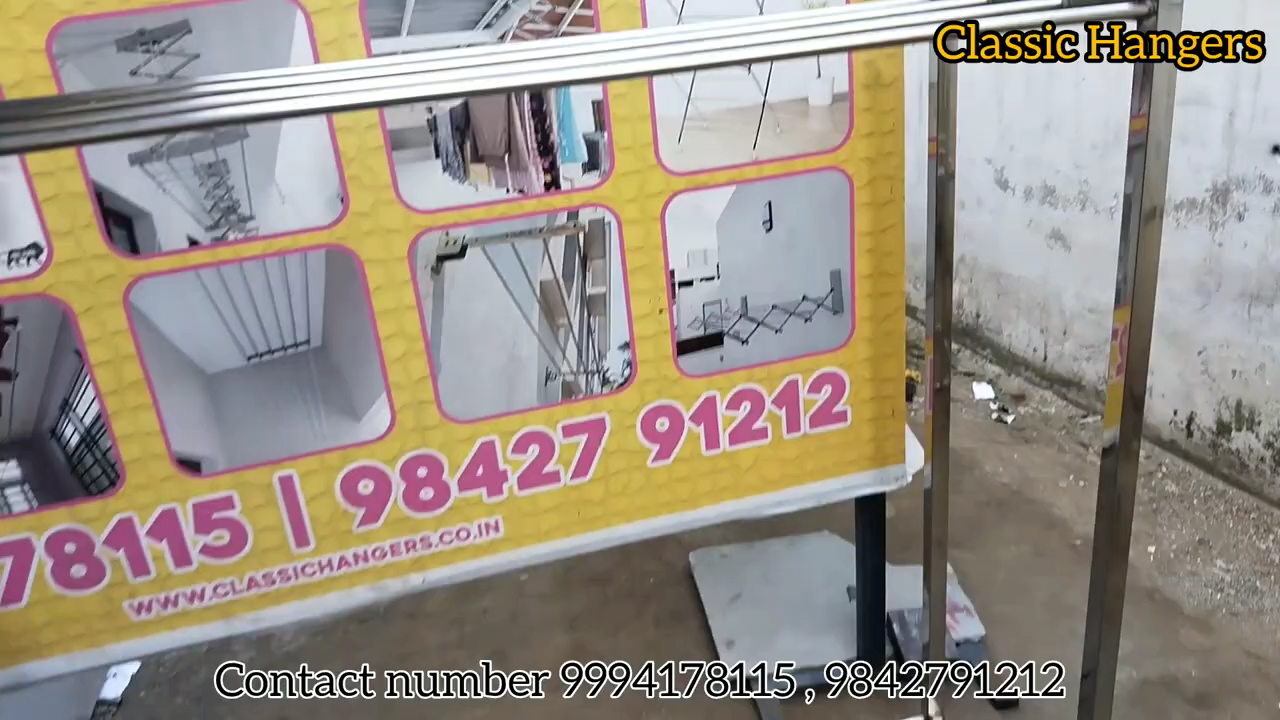 Classic Hangers
78115 | 98427 91212
WWW.CLASSICHANGERS.CO.IN
Contact number 9994178115 , 9842791212